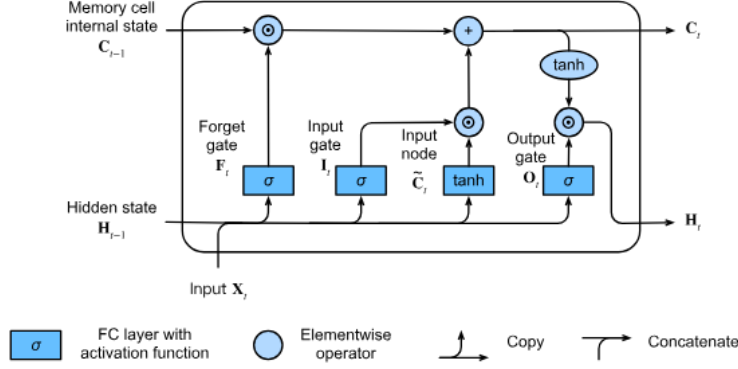 Memory cell
internal state
C_{t-1}
C_t
tanh
Forget
gate
F_t
Input
gate
I_t
Input
node
C̃_t
Output
gate
O_t
σ
σ
tanh
σ
Hidden state
H_{t-1}
H_t
Input X_t
σ
FC layer with
activation function
Elementwise
operator
Copy
Concatenate